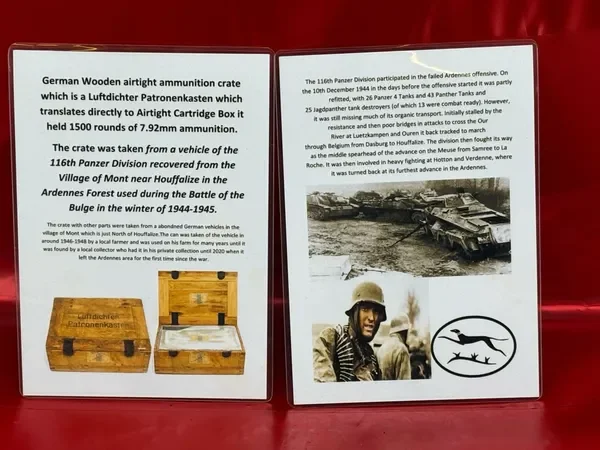 German Wooden airtight ammunition crate
which is a Luftdichter Patronenkasten which
translates directly to Airtight Cartridge Box it
held 1500 rounds of 7.92mm ammunition.
The crate was taken from a vehicle of the
116th Panzer Division recovered from the
Village of Mont near Houffalize in the
Ardennes Forest used during the Battle of the
Bulge in the winter of 1944-1945.
The crate with other parts were taken from a abondned German vehicles in the
village of Mont which is just North of Houffalize.The can was taken of the vehicle in
around 1946-1948 by a local farmer and was used on his farm for many years until it
was found by a local collector who had it in his private collection until 2020 when it
left the Ardennes area for the first time since the war.
Luftdichter
Patronenkasten
The 116th Panzer Division participated in the failed Ardennes offensive. On
the 10th December 1944 in the days before the offensive started it was partly
refitted, with 26 Panzer 4 Tanks and 43 Panther Tanks and
25 Jagdpanther tank destroyers (of which 13 were combat ready). However,
it was still missing much of its organic transport. Initially stalled by the
resistance and then poor bridges in attacks to cross the Our
River at Luetzkampen and Ouren it back tracked to march
through Belgium from Dasburg to Houffalize. The division then fought its way
as the middle spearhead of the advance on the Meuse from Samree to La
Roche. It was then involved in heavy fighting at Hotton and Verdenne, where
it was turned back at its furthest advance in the Ardennes.